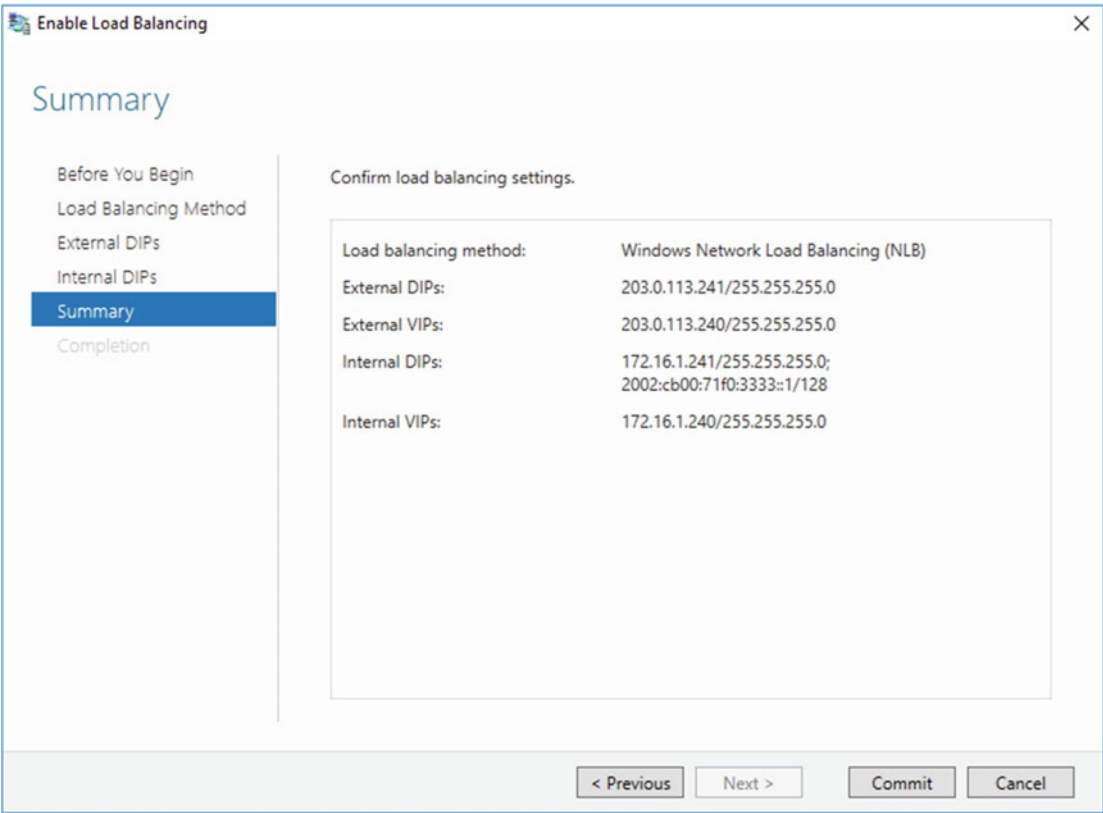 Enable Load Balancing
Summary
Before You Begin
Load Balancing Method
External DIPs
Internal DIPs
Summary
Completion
Confirm load balancing settings.
Load balancing method: Windows Network Load Balancing (NLB)
External DIPs: 203.0.113.241/255.255.255.0
External VIPs: 203.0.113.240/255.255.255.0
Internal DIPs: 172.16.1.241/255.255.255.0;
2002:cb00:71f0:3333::1/128
Internal VIPs: 172.16.1.240/255.255.255.0
< Previous Next > Commit Cancel